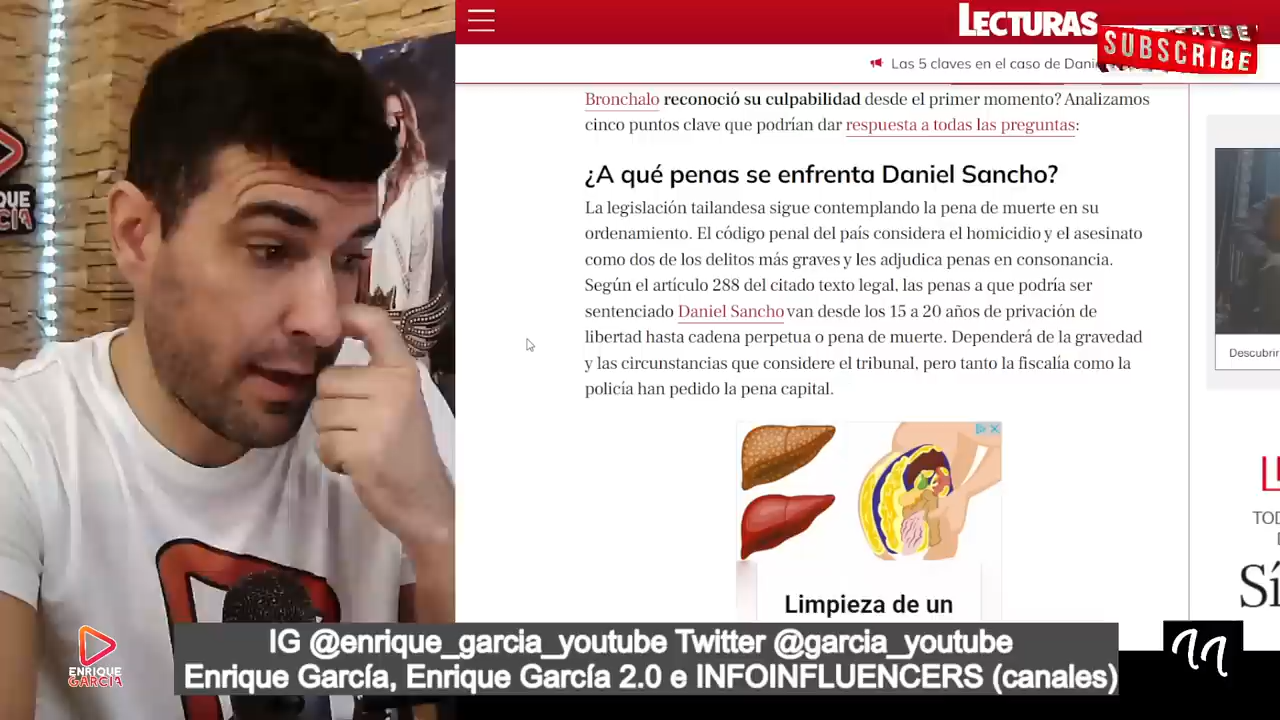 LECTURAS
SUBSCRIBE
Las 5 claves en el caso de
Bronchalo reconoció su culpabilidad desde el primer momento? Analizamos
cinco puntos clave que podrían dar respuesta a todas las preguntas:
¿A qué penas se enfrenta Daniel Sancho?
La legislación tailandesa sigue contemplando la pena de muerte en su
ordenamiento. El código penal del país considera el homicidio y el asesinato
como dos de los delitos más graves y les adjudica penas en consonancia.
Según el artículo 288 del citado texto legal, las penas a que podría ser
sentenciado Daniel Sancho van desde los 15 a 20 años de privación de
libertad hasta cadena perpetua o pena de muerte. Dependerá de la gravedad
y las circunstancias que considere el tribunal, pero tanto la fiscalía como la
policía han pedido la pena capital.
Descubrir
Limpieza de un
IG @enrique_garcia_youtube Twitter @garcia_youtube
Enrique García, Enrique García 2.0 e INFOINFLUENCERS (canales)
ENRIQUE
GARCÍA